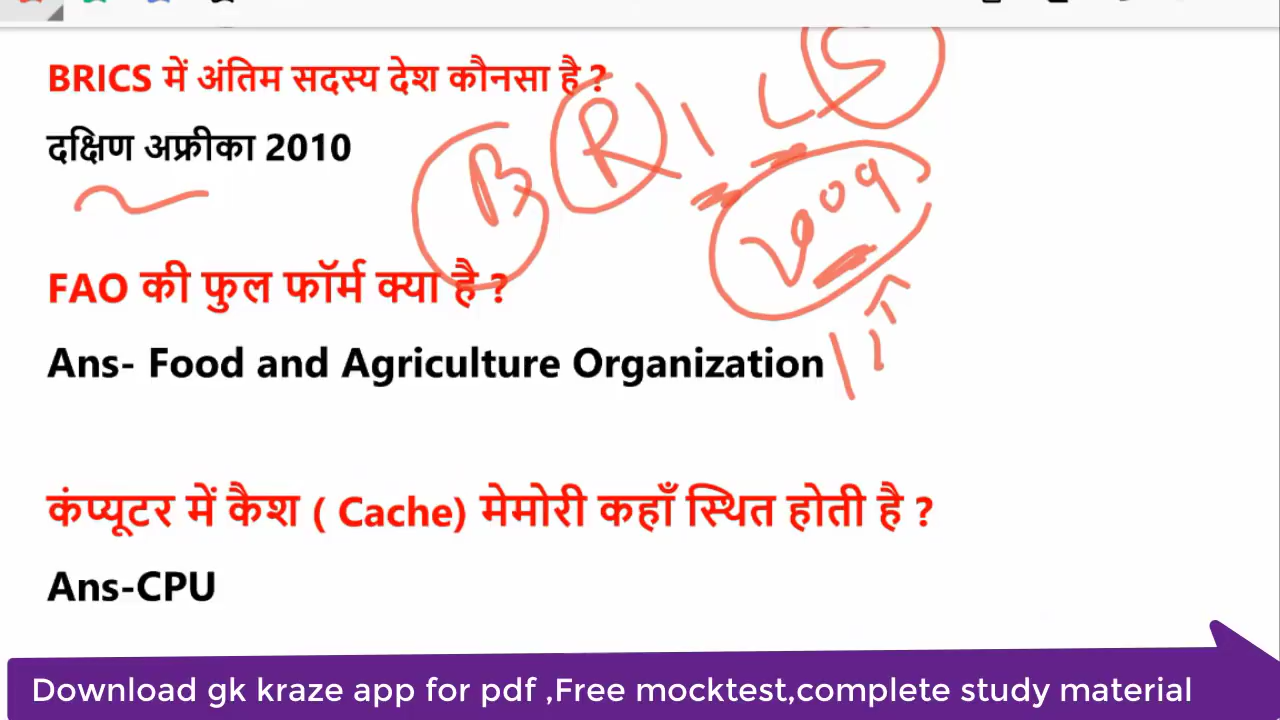 BRICS में अंतिम सदस्य देश कौनसा है ?
B R I C S
दक्षिण अफ्रीका 2010
2009
FAO की फुल फॉर्म क्या है ?
Ans- Food and Agriculture Organization
कंप्यूटर में कैश ( Cache) मेमोरी कहाँ स्थित होती है ?
Ans-CPU
Download gk kraze app for pdf ,Free mocktest,complete study material